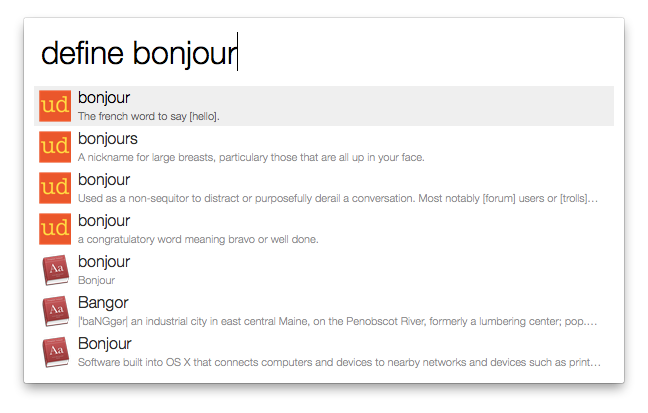 define bonjour
ud
bonjour
The french word to say [hello].
ud
bonjours
A nickname for large breasts, particulary those that are all up in your face.
ud
bonjour
Used as a non-sequitor to distract or purposefully derail a conversation. Most notably [forum] users or [trolls]…
ud
bonjour
a congratulatory word meaning bravo or well done.
Aa
bonjour
Bonjour
Aa
Bangor
|ˈbaNGgər| an industrial city in east central Maine, on the Penobscot River, formerly a lumbering center; pop.…
Aa
Bonjour
Software built into OS X that connects computers and devices to nearby networks and devices such as print…